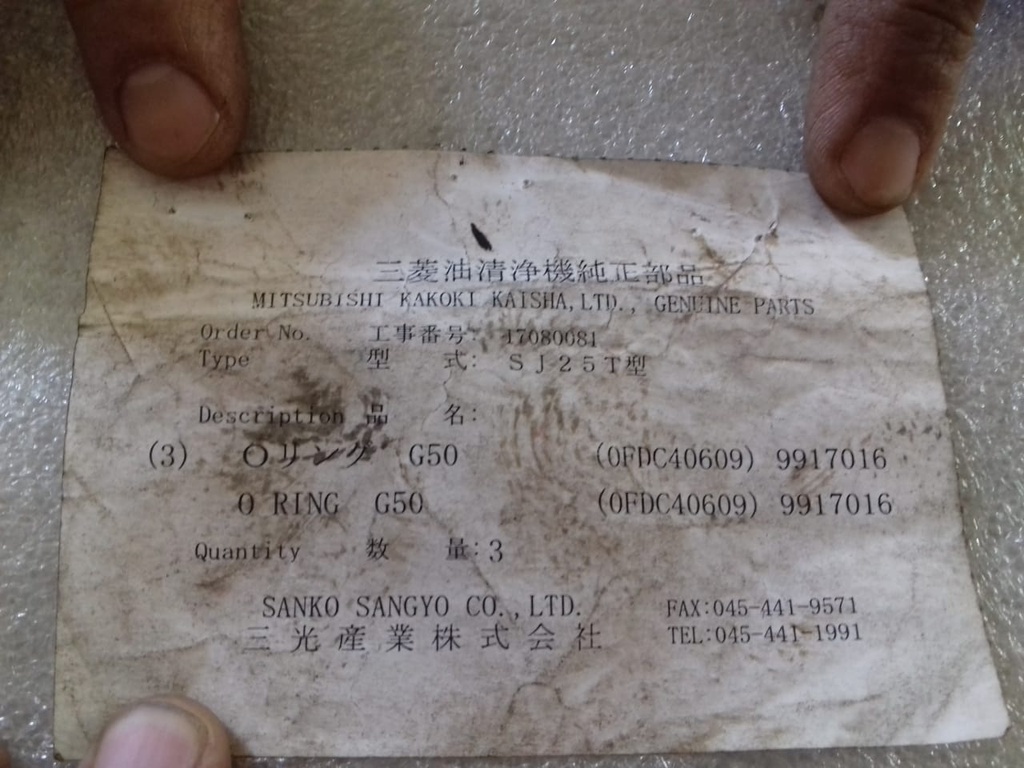 三菱油清浄機純正部品
MITSUBISHI KAKOKI KAISHA,LTD., GENUINE PARTS
Order No. 工事番号: 17080081
Type 型 式: SJ25T型
Description 品 名:
(3) Oリング G50 (OFDC40609) 9917016
O RING G50 (OFDC40609) 9917016
Quantity 数 量:3
SANKO SANGYO CO.,LTD. FAX:045-441-9571
三光産業株式会社 TEL:045-441-1991